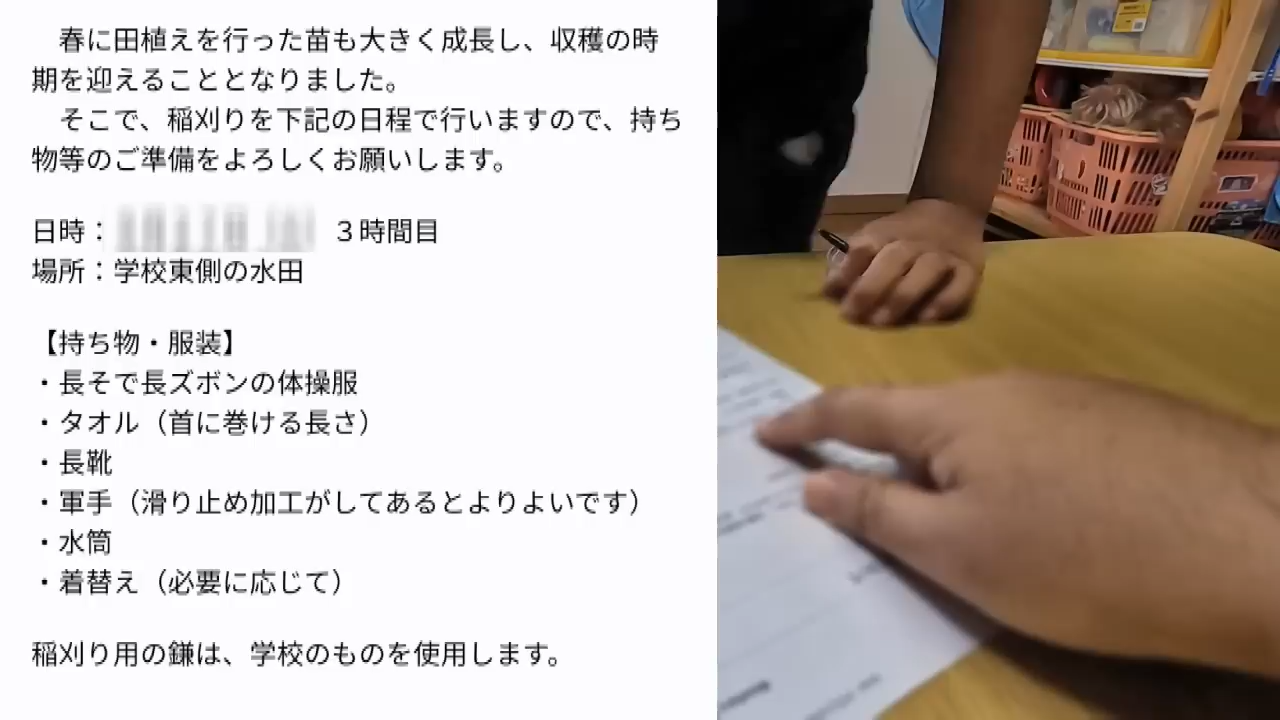 春に田植えを行った苗も大きく成長し、収穫の時
期を迎えることとなりました。
　そこで、稲刈りを下記の日程で行いますので、持ち
物等のご準備をよろしくお願いします。
日時： ３時間目
場所：学校東側の水田
【持ち物・服装】
・長そで長ズボンの体操服
・タオル（首に巻ける長さ）
・長靴
・軍手（滑り止め加工がしてあるとよりよいです）
・水筒
・着替え（必要に応じて）
稲刈り用の鎌は、学校のものを使用します。